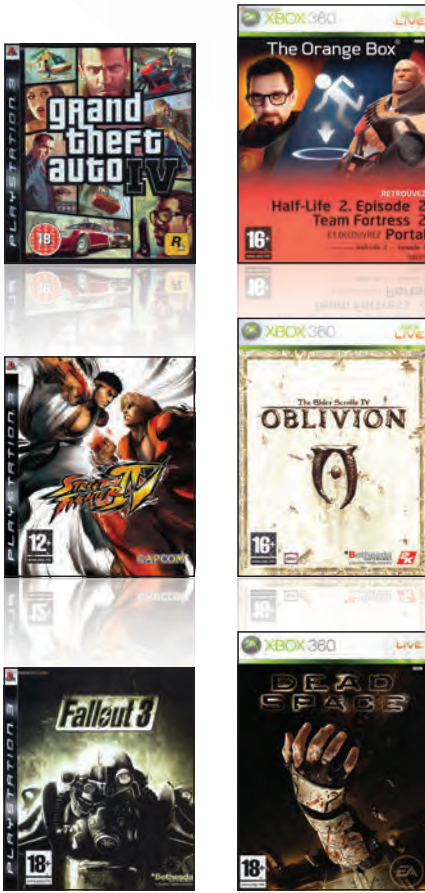 PLAYSTATION 3
grand
theft
auto IV
18
R
XBOX 360
LIVE
The Orange Box
RETROUVEZ
Half-Life 2. Episode 2
Team Fortress 2
ET DECOUVREZ Portal
16+
PLAYSTATION 3
STREET
FIGHTER IV
12+
CAPCOM
XBOX 360
LIVE
The Elder Scrolls IV
OBLIVION
16+
Bethesda
2K
PLAYSTATION 3
Fallout 3
18+
Bethesda
XBOX 360
LIVE
DEAD
SPACE
18+
EA